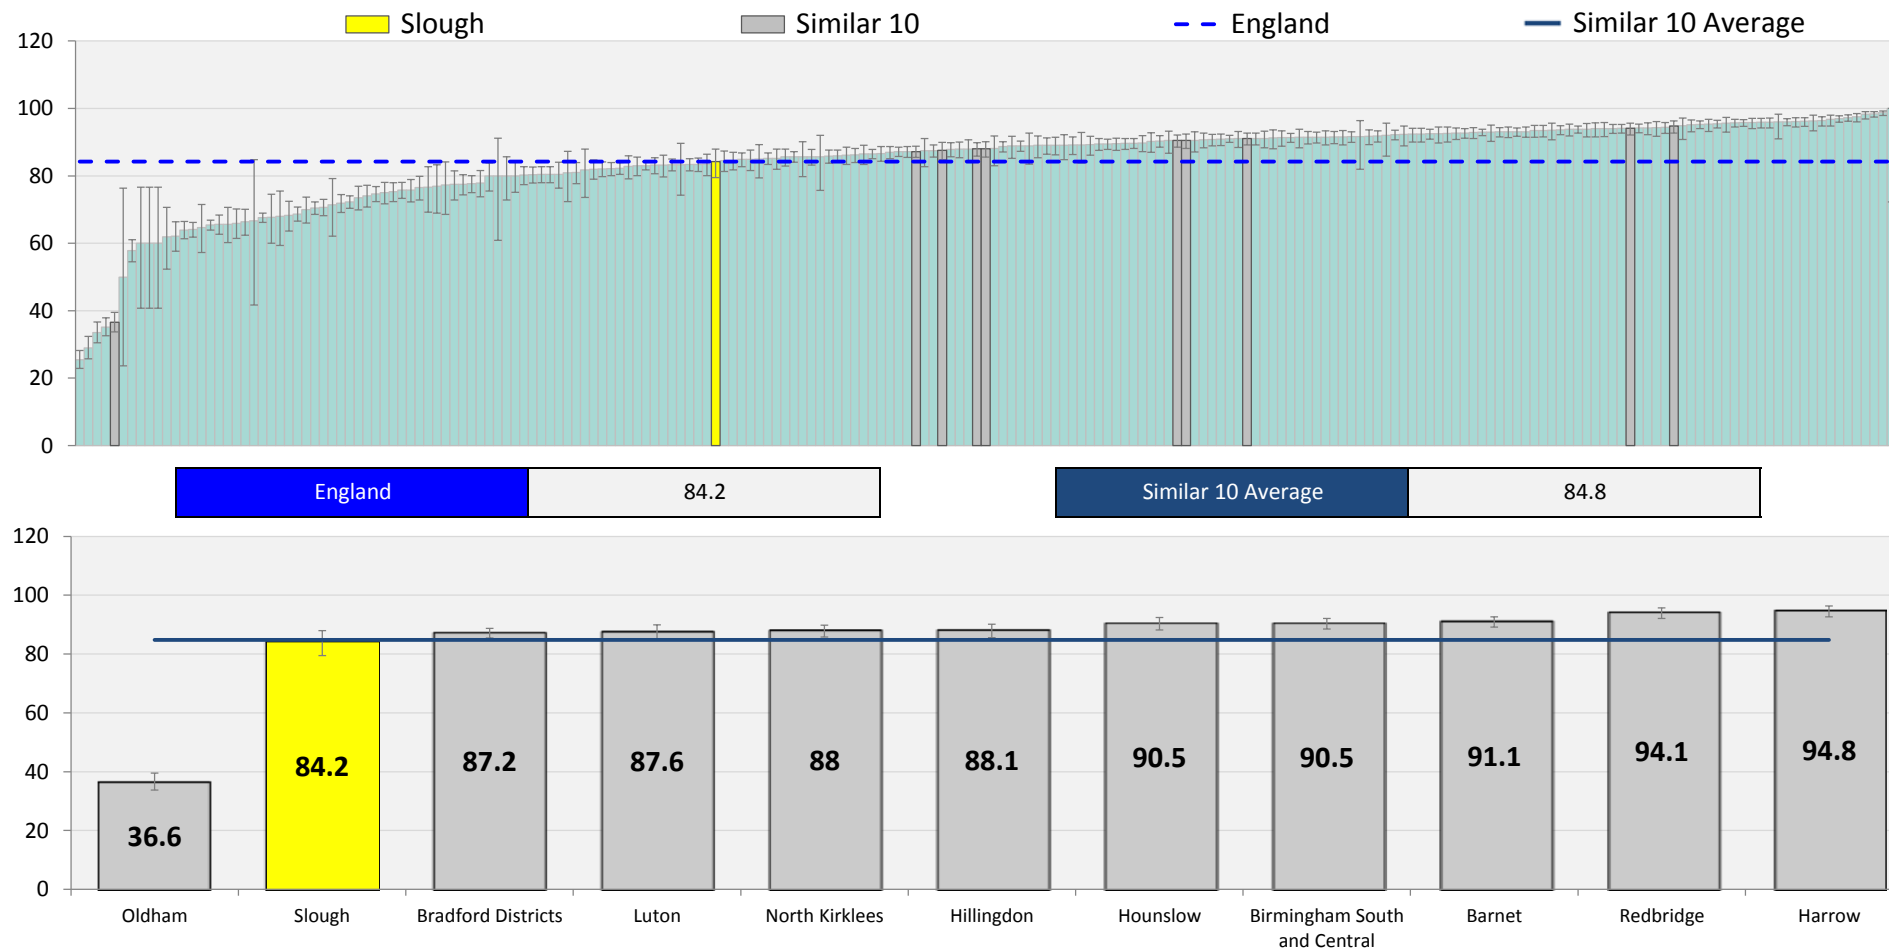 Slough Similar 10 England Similar 10 Average
120
100
80
60
40
20
0
England 84.2 Similar 10 Average 84.8
120
100
80
60
40
20
0
36.6 84.2 87.2 87.6 88 88.1 90.5 90.5 91.1 94.1 94.8
Oldham Slough Bradford Districts Luton North Kirklees Hillingdon Hounslow Birmingham South Barnet Redbridge Harrow
and Central